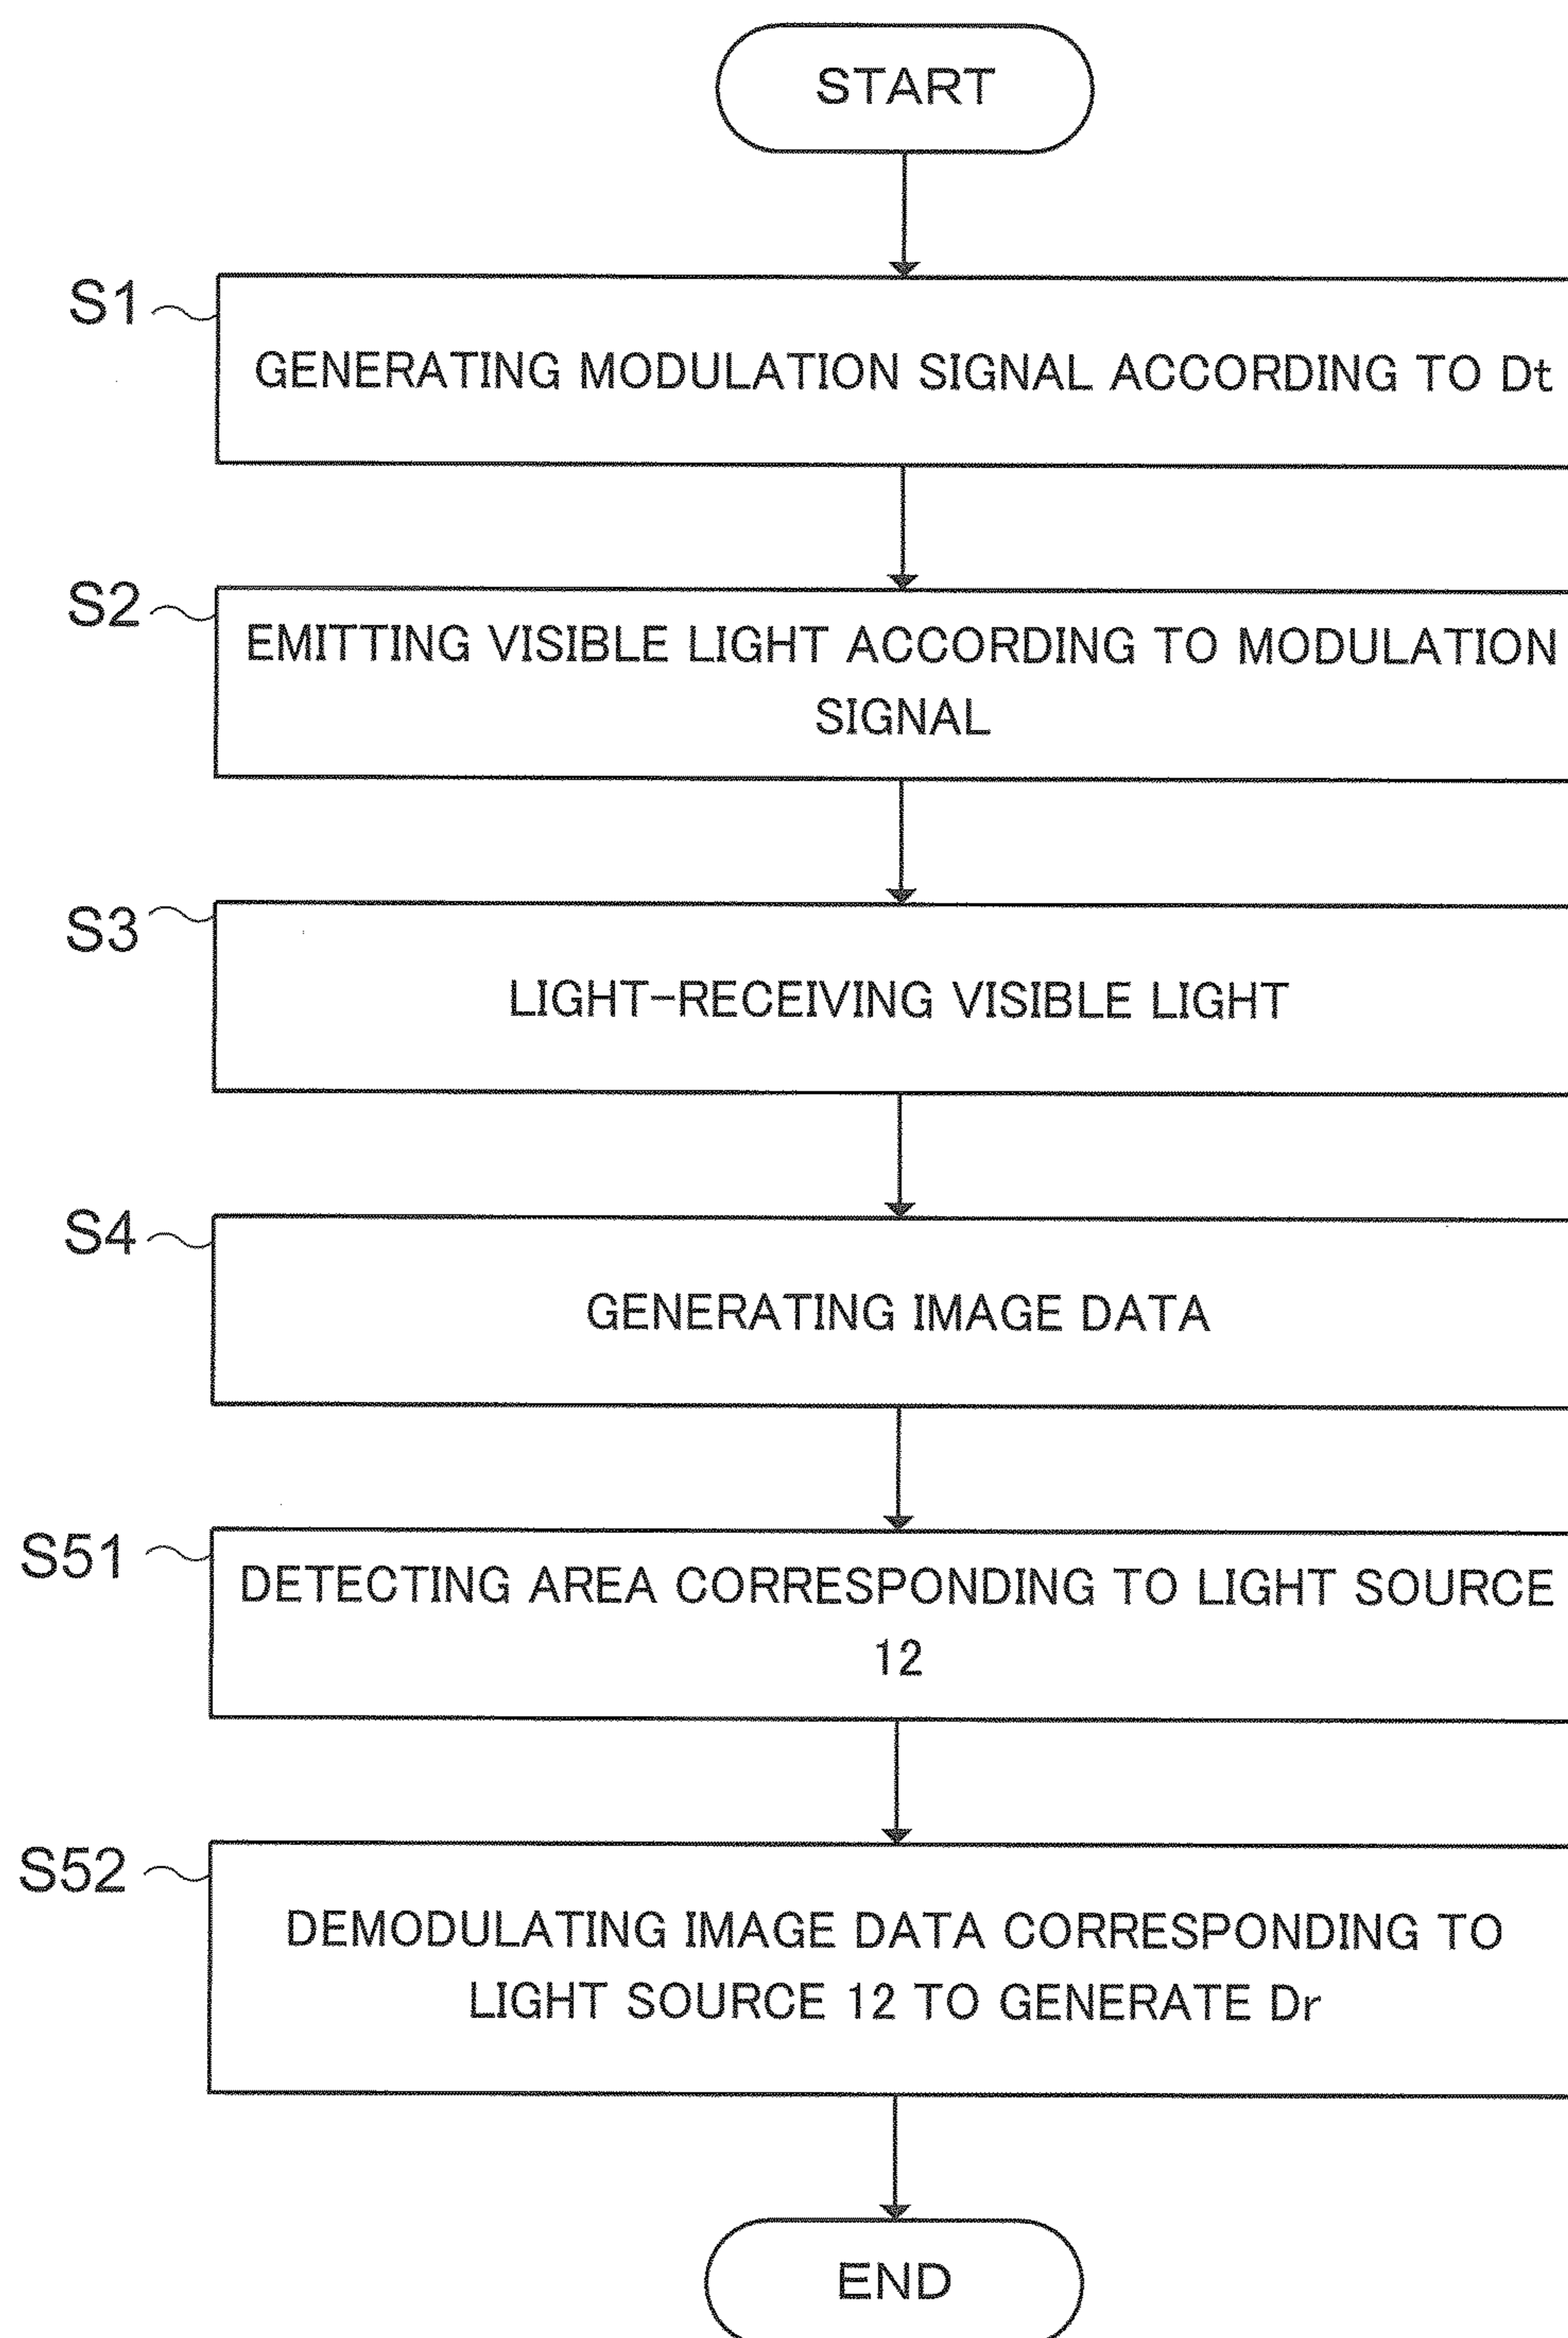 START
S1
GENERATING MODULATION SIGNAL ACCORDING TO Dt
S2
EMITTING VISIBLE LIGHT ACCORDING TO MODULATION
SIGNAL
S3
LIGHT-RECEIVING VISIBLE LIGHT
S4
GENERATING IMAGE DATA
S51
DETECTING AREA CORRESPONDING TO LIGHT SOURCE
12
S52
DEMODULATING IMAGE DATA CORRESPONDING TO
LIGHT SOURCE 12 TO GENERATE Dr
END